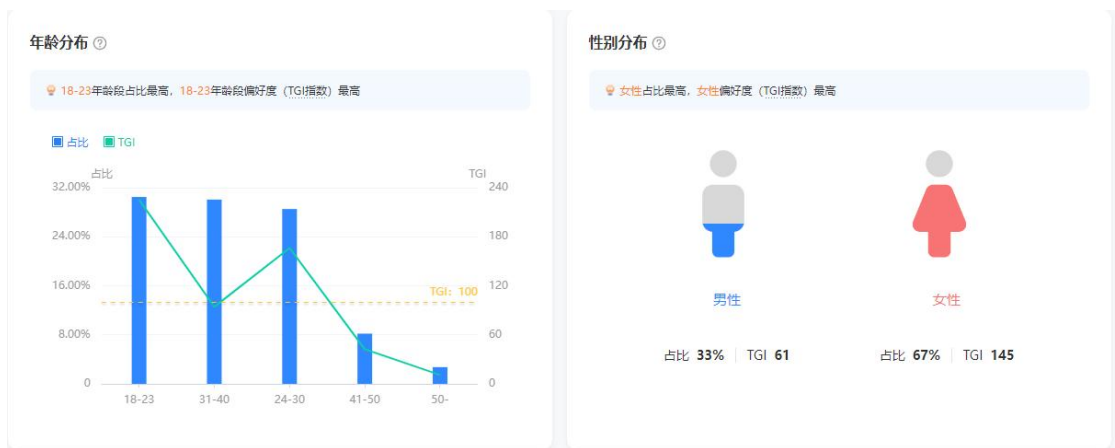 年龄分布 ?
18-23年龄段占比最高，18-23年龄段偏好度（TGI指数）最高
占比 TGI
占比 TGI
32.00% 240
24.00% 180
16.00% 120
TGI：100
8.00% 60
0 0
18-23 31-40 24-30 41-50 50-
性别分布 ?
女性占比最高，女性偏好度（TGI指数）最高
男性 女性
占比 33% TGI 61 占比 67% TGI 145